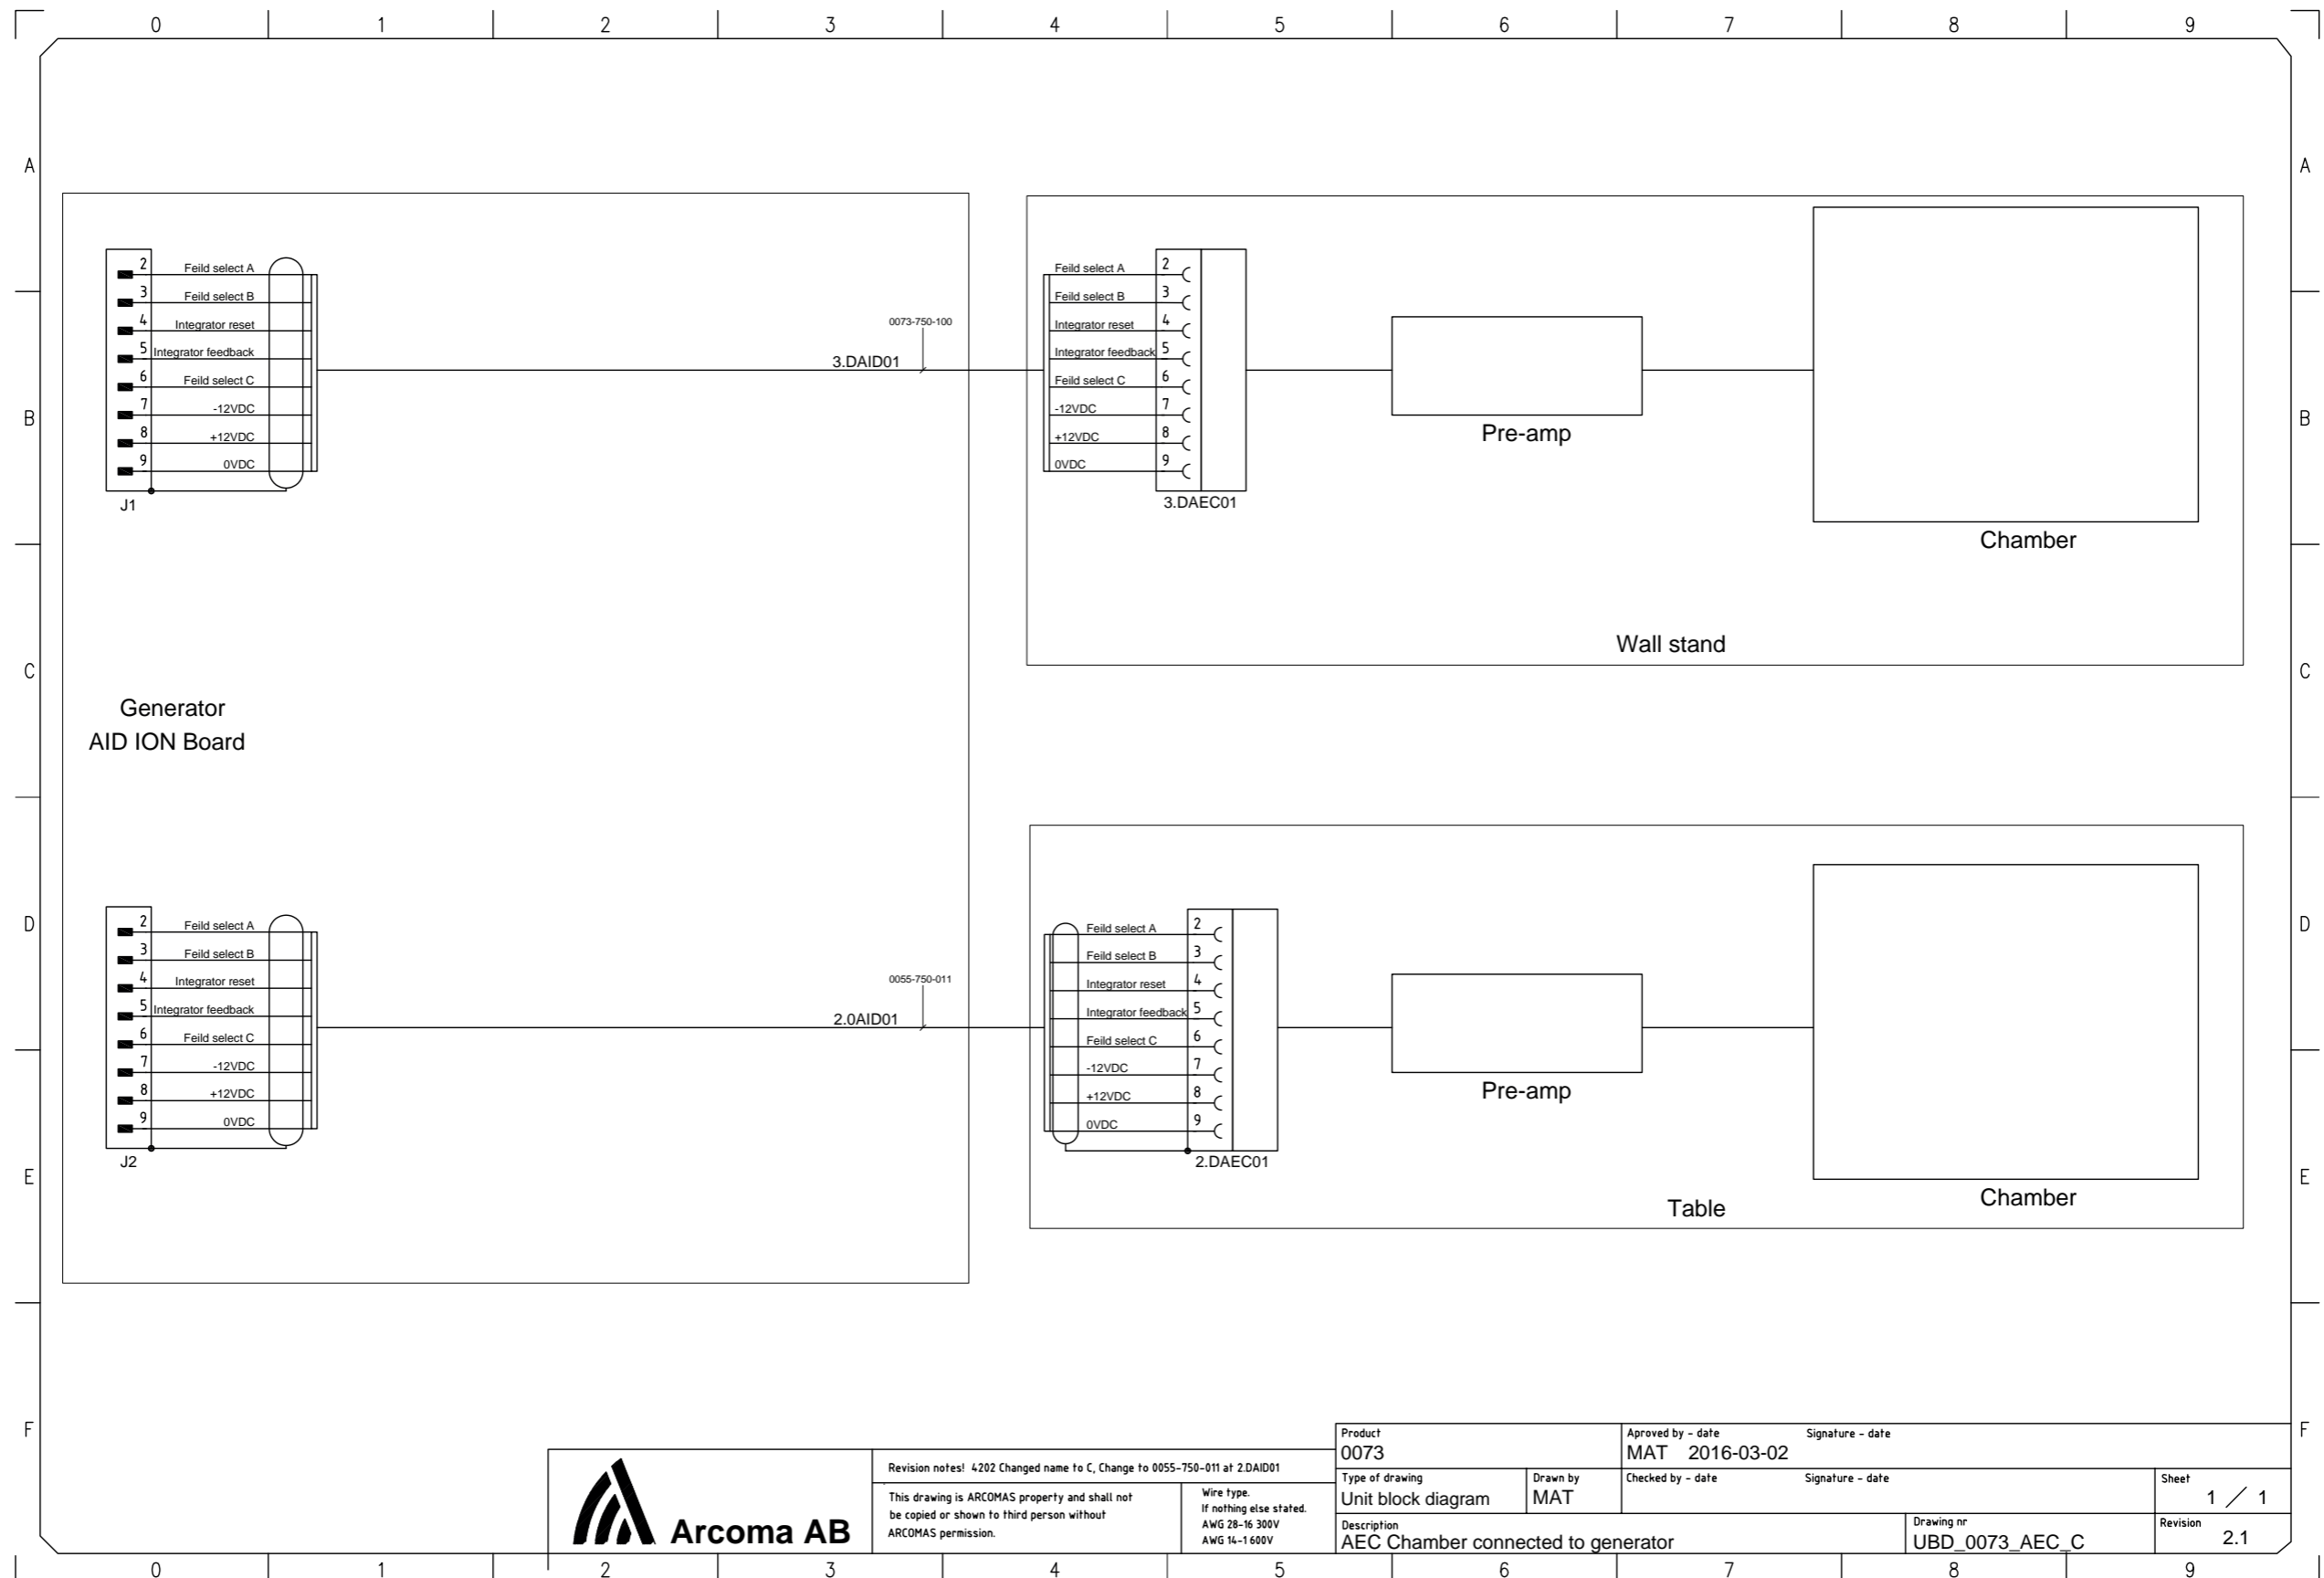 0 1 2 3 4 5 6 7 8 9
A A
2 Feild select A
3 Feild select B
4 Integrator reset
5 Integrator feedback
6 Feild select C
7 -12VDC
8 +12VDC
9 0VDC
J1
0073-750-100
3.DAID01
Feild select A 2
Feild select B 3
Integrator reset 4
Integrator feedback 5
Feild select C 6
-12VDC 7
+12VDC 8
0VDC 9
3.DAEC01
Pre-amp
Chamber
Wall stand
B B
C C
Generator
AID ION Board
D D
2 Feild select A
3 Feild select B
4 Integrator reset
5 Integrator feedback
6 Feild select C
7 -12VDC
8 +12VDC
9 0VDC
J2
0055-750-011
2.0AID01
Feild select A 2
Feild select B 3
Integrator reset 4
Integrator feedback 5
Feild select C 6
-12VDC 7
+12VDC 8
0VDC 9
2.DAEC01
Pre-amp
Chamber
Table
E E
F F
Arcoma AB
Revision notes! 4202 Changed name to C, Change to 0055-750-011 at 2.DAID01
This drawing is ARCOMAS property and shall not
be copied or shown to third person without
ARCOMAS permission.
Wire type.
If nothing else stated.
AWG 28-16 300V
AWG 14-1 600V
Product
0073
Aproved by - date Signature - date
MAT 2016-03-02
Type of drawing
Unit block diagram
Drawn by
MAT
Checked by - date Signature - date
Sheet
1 / 1
Description
AEC Chamber connected to generator
Drawing nr
UBD_0073_AEC_C
Revision
2.1
0 1 2 3 4 5 6 7 8 9